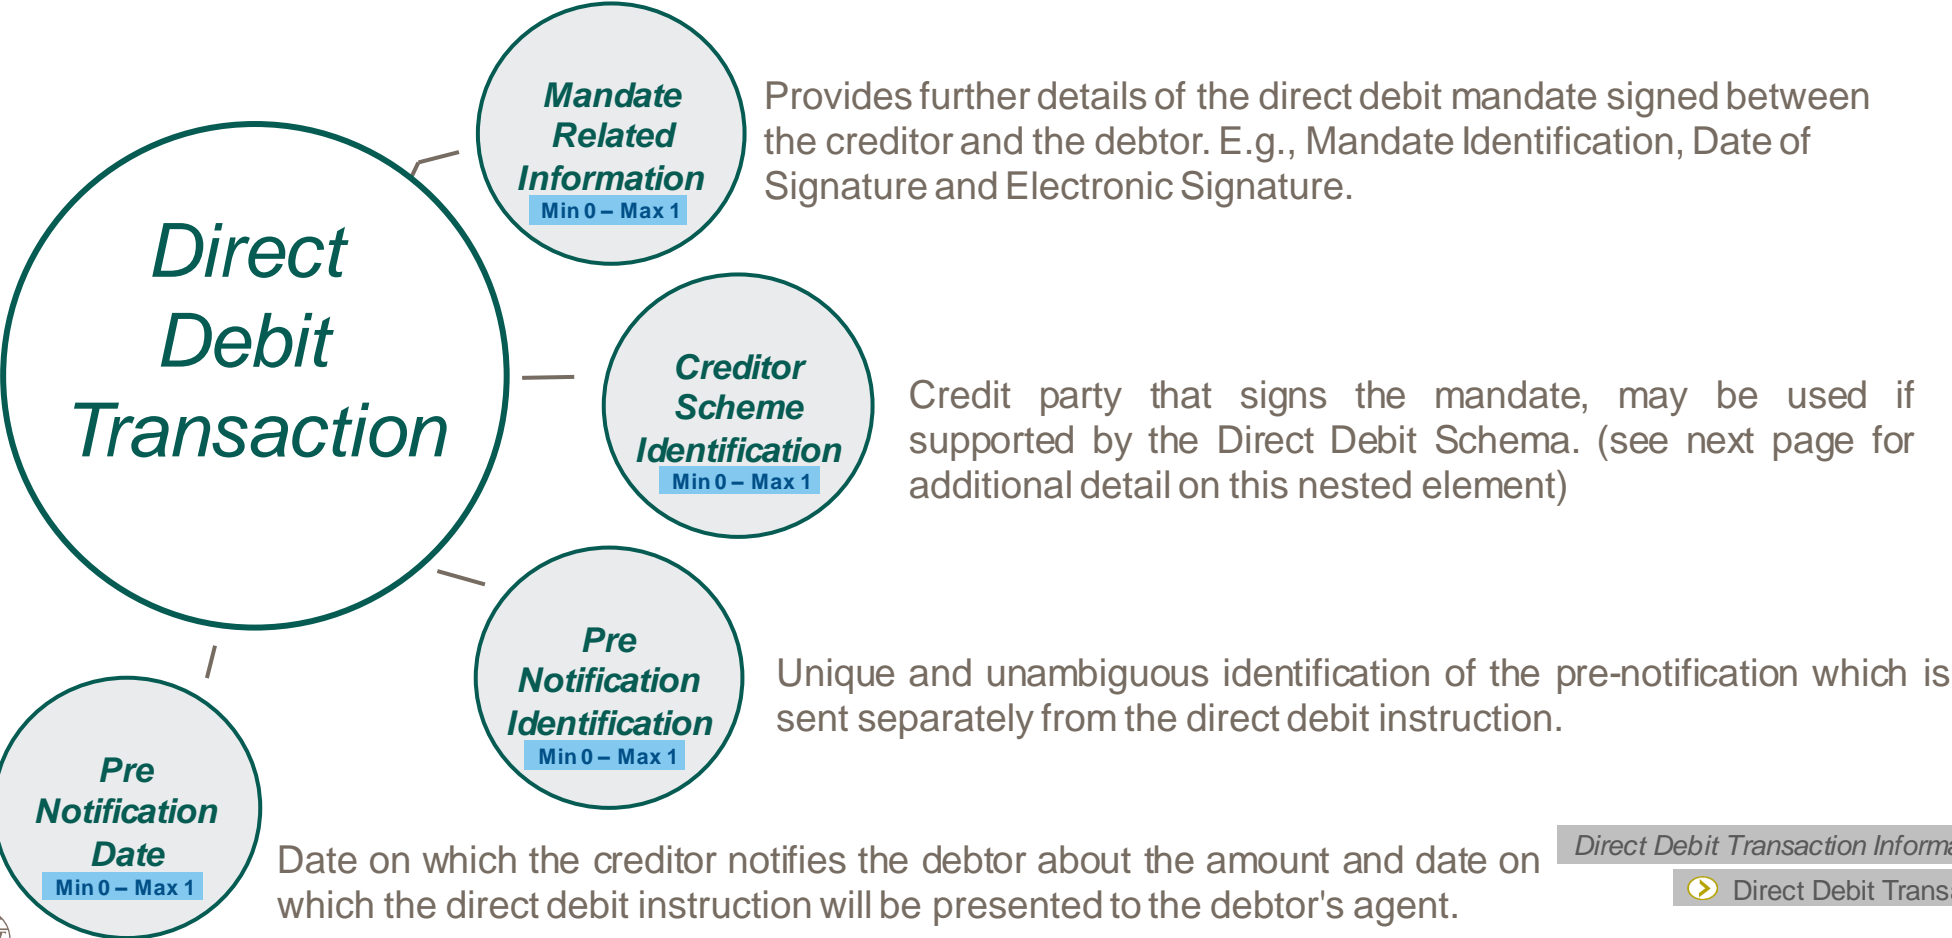 Direct
Debit
Transaction
Mandate
Related
Information
Min 0 – Max 1
Provides further details of the direct debit mandate signed between
the creditor and the debtor. E.g., Mandate Identification, Date of
Signature and Electronic Signature.
Creditor
Scheme
Identification
Min 0 – Max 1
Credit party that signs the mandate, may be used if
supported by the Direct Debit Schema. (see next page for
additional detail on this nested element)
Pre
Notification
Identification
Min 0 – Max 1
Unique and unambiguous identification of the pre-notification which is
sent separately from the direct debit instruction.
Pre
Notification
Date
Min 0 – Max 1
Date on which the creditor notifies the debtor about the amount and date on
which the direct debit instruction will be presented to the debtor's agent.
Direct Debit Transaction
Direct Debit